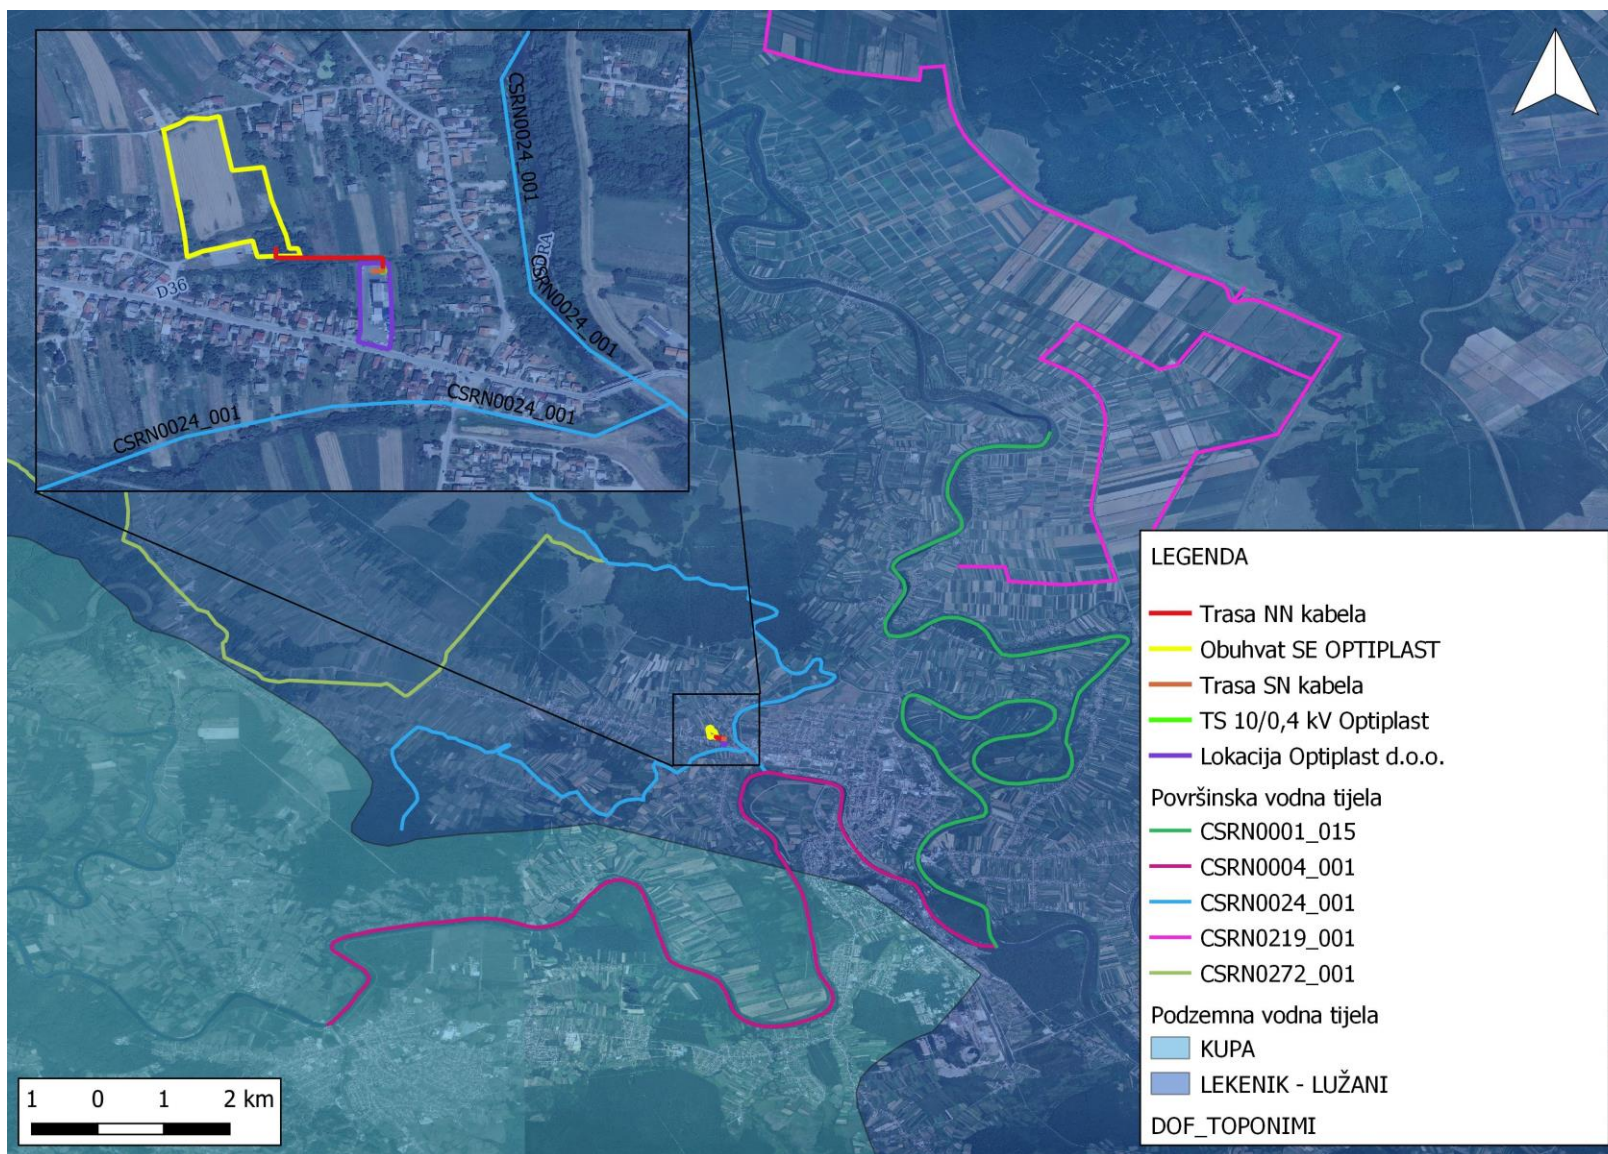 CSRN0024_001
CSRN0024_001
D36
CSRN0024_001
CSRN0024_001
LEGENDA
Trasa NN kabela
Obuhvat SE OPTIPLAST
Trasa SN kabela
TS 10/0,4 kV Optiplast
Lokacija Optiplast d.o.o.
Površinska vodna tijela
CSRN0001_015
CSRN0004_001
CSRN0024_001
CSRN0219_001
CSRN0272_001
Podzemna vodna tijela
KUPA
LEKENIK - LUŽANI
DOF_TOPONIMI
1 0 1 2 km